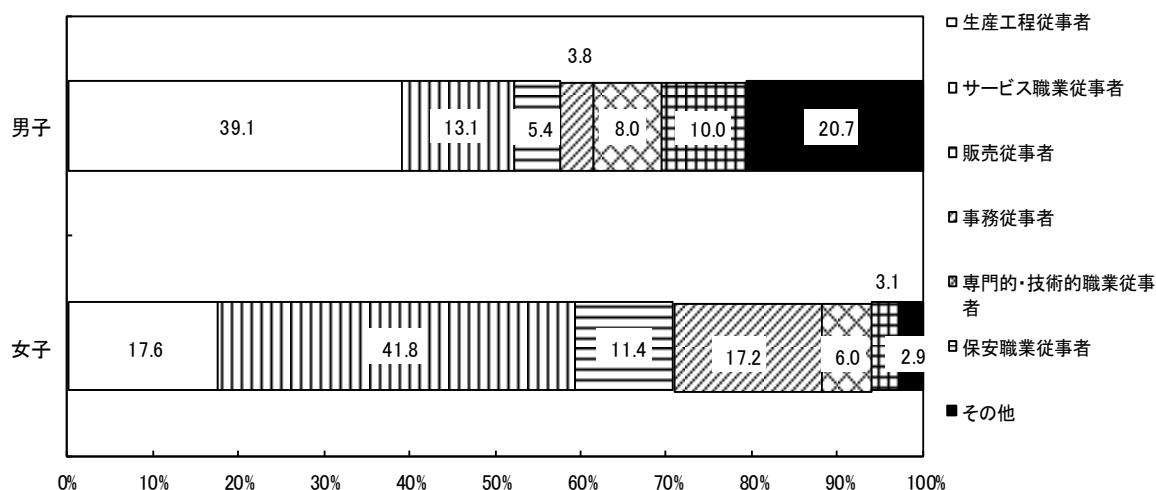 3.8
男子
39.1
13.1
5.4
8.0
10.0
20.7
3.1
女子
17.6
41.8
11.4
17.2
6.0
2.9
0%
10%
20%
30%
40%
50%
60%
70%
80%
90%
100%
生産工程従事者
サービス職業従事者
販売従事者
事務従事者
専門的・技術的職業従事
者
保安職業従事者
その他